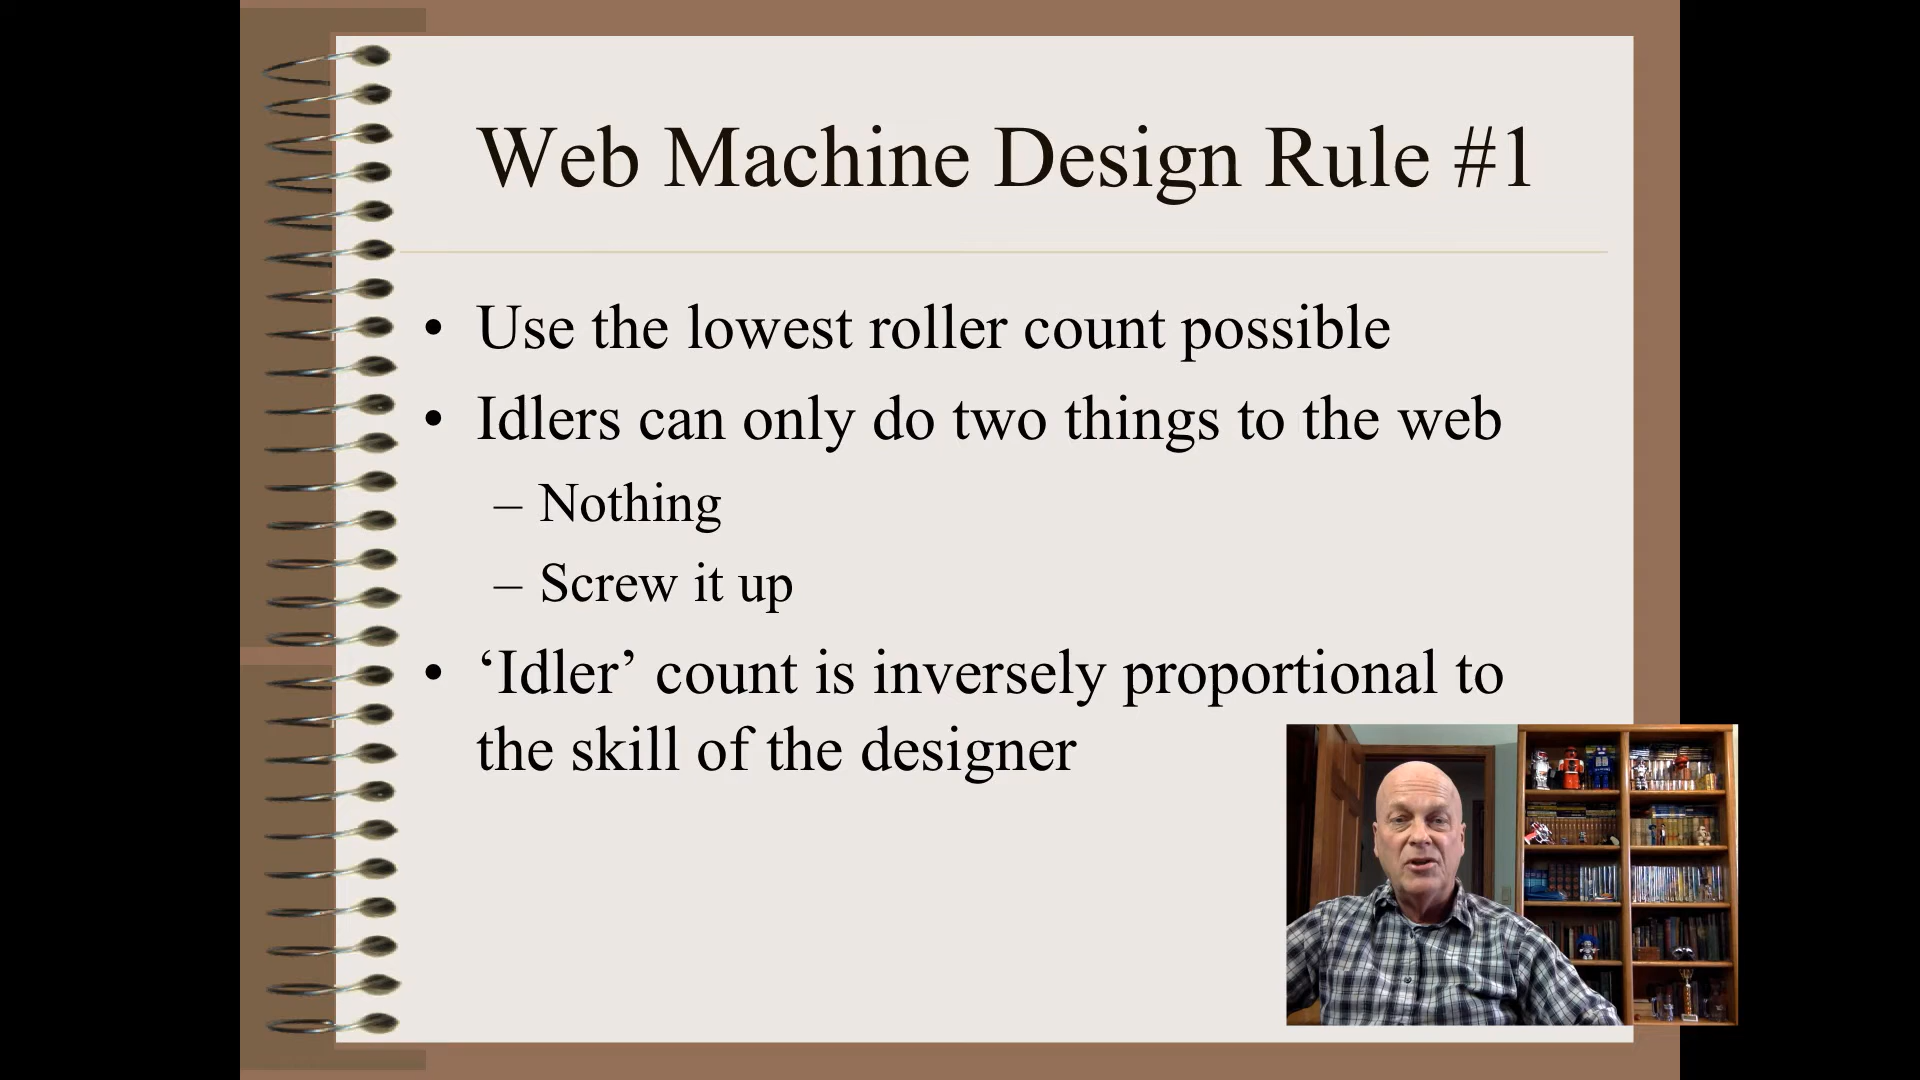 Web Machine Design Rule #1
• Use the lowest roller count possible
• Idlers can only do two things to the web
– Nothing
– Screw it up
• ‘Idler’ count is inversely proportional to
the skill of the designer